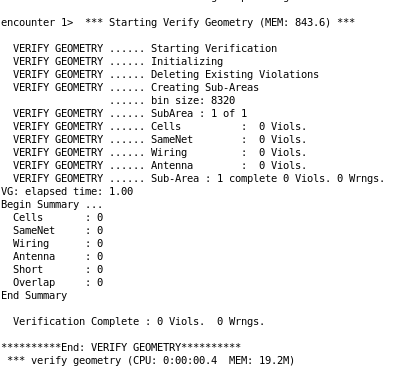 encounter 1>  *** Starting Verify Geometry (MEM: 843.6) ***
VERIFY GEOMETRY ...... Starting Verification
VERIFY GEOMETRY ...... Initializing
VERIFY GEOMETRY ...... Deleting Existing Violations
VERIFY GEOMETRY ...... Creating Sub-Areas
...... bin size: 8320
VERIFY GEOMETRY ...... SubArea : 1 of 1
VERIFY GEOMETRY ...... Cells          :  0 Viols.
VERIFY GEOMETRY ...... SameNet        :  0 Viols.
VERIFY GEOMETRY ...... Wiring         :  0 Viols.
VERIFY GEOMETRY ...... Antenna        :  0 Viols.
VERIFY GEOMETRY ...... Sub-Area : 1 complete 0 Viols. 0 Wrngs.
VG: elapsed time: 1.00
Begin Summary ...
Cells       : 0
SameNet     : 0
Wiring      : 0
Antenna     : 0
Short       : 0
Overlap     : 0
End Summary
Verification Complete : 0 Viols.  0 Wrngs.
**********End: VERIFY GEOMETRY**********
*** verify geometry (CPU: 0:00:00.4  MEM: 19.2M)